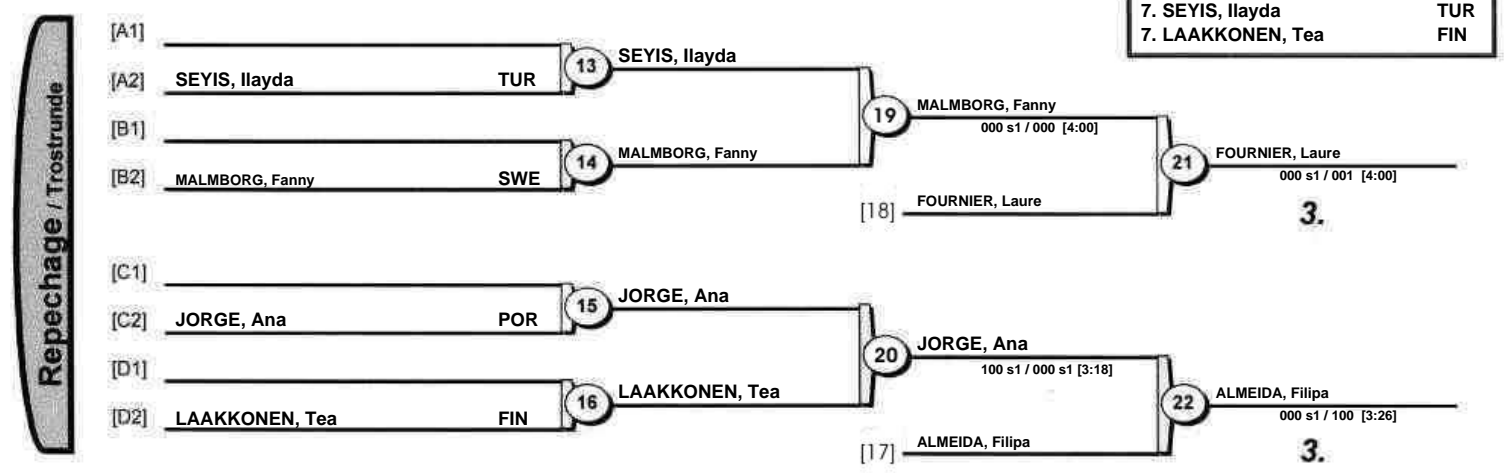 7. SEYIS, Ilayda TUR
7. LAAKKONEN, Tea FIN
Repechage / Trostrunde
[A1]
[A2] SEYIS, Ilayda TUR
13 SEYIS, Ilayda
[B1]
[B2] MALMBORG, Fanny SWE
14 MALMBORG, Fanny
19 MALMBORG, Fanny
000 s1 / 000 [4:00]
[18] FOURNIER, Laure
21 FOURNIER, Laure
000 s1 / 001 [4:00]
3.
[C1]
[C2] JORGE, Ana POR
15 JORGE, Ana
[D1]
[D2] LAAKKONEN, Tea FIN
16 LAAKKONEN, Tea
20 JORGE, Ana
100 s1 / 000 s1 [3:18]
[17] ALMEIDA, Filipa
22 ALMEIDA, Filipa
000 s1 / 100 [3:26]
3.